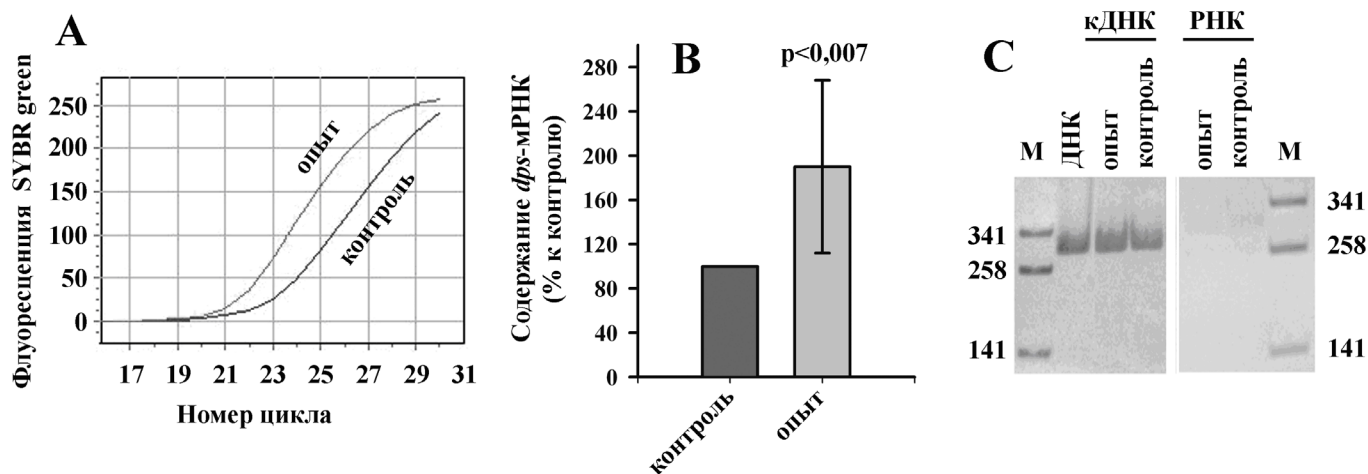 A
Флуоресценция SYBR green
250
200
150
100
50
0
опыт
контроль
17 19 21 23 25 27 29 31
Номер цикла
B
p<0,007
Содержание dps-мРНК
(% к контролю)
280
240
200
160
120
80
40
0
контроль
опыт
C
кДНК РНК
М ДНК опыт контроль опыт контроль М
341
258
141
341
258
141